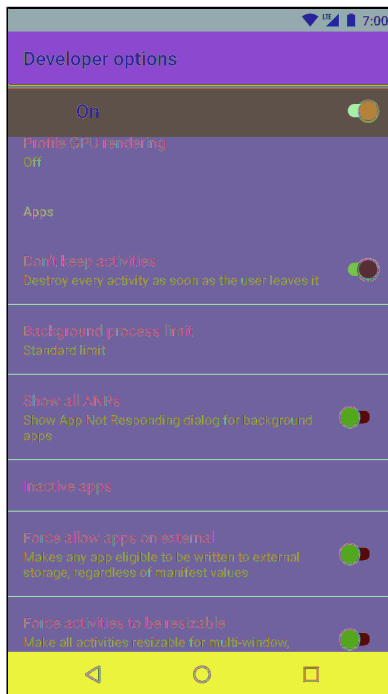 LTE 7:00
Developer options
On
Profile GPU rendering
Off
Apps
Don't keep activities
Destroy every activity as soon as the user leaves it
Background process limit
Standard limit
Show all ANRs
Show App Not Responding dialog for background
apps
Inactive apps
Force allow apps on external
Makes any app eligible to be written to external
storage, regardless of manifest values
Force activities to be resizable
Make all activities resizable for multi-window,